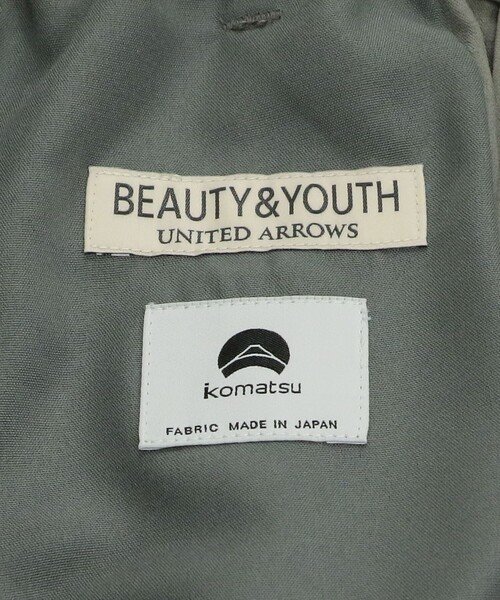 BEAUTY&YOUTH
UNITED ARROWS
komatsu
FABRIC MADE IN JAPAN